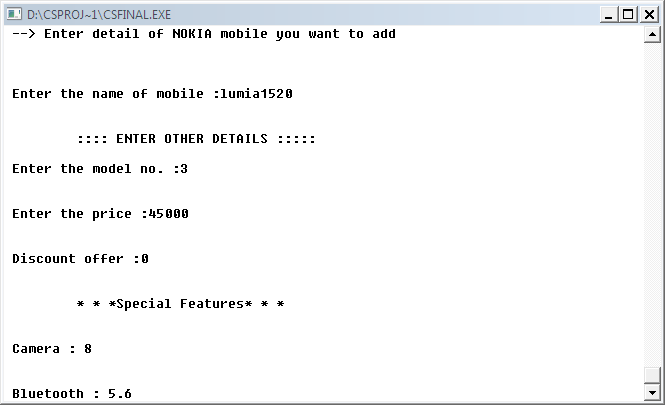 D:\CSPROJ~1\CSFINAL.EXE
--> Enter detail of NOKIA mobile you want to add
Enter the name of mobile :lumia1520
:::: ENTER OTHER DETAILS :::::
Enter the model no. :3
Enter the price :45000
Discount offer :0
* * *Special Features* * *
Camera : 8
Bluetooth : 5.6